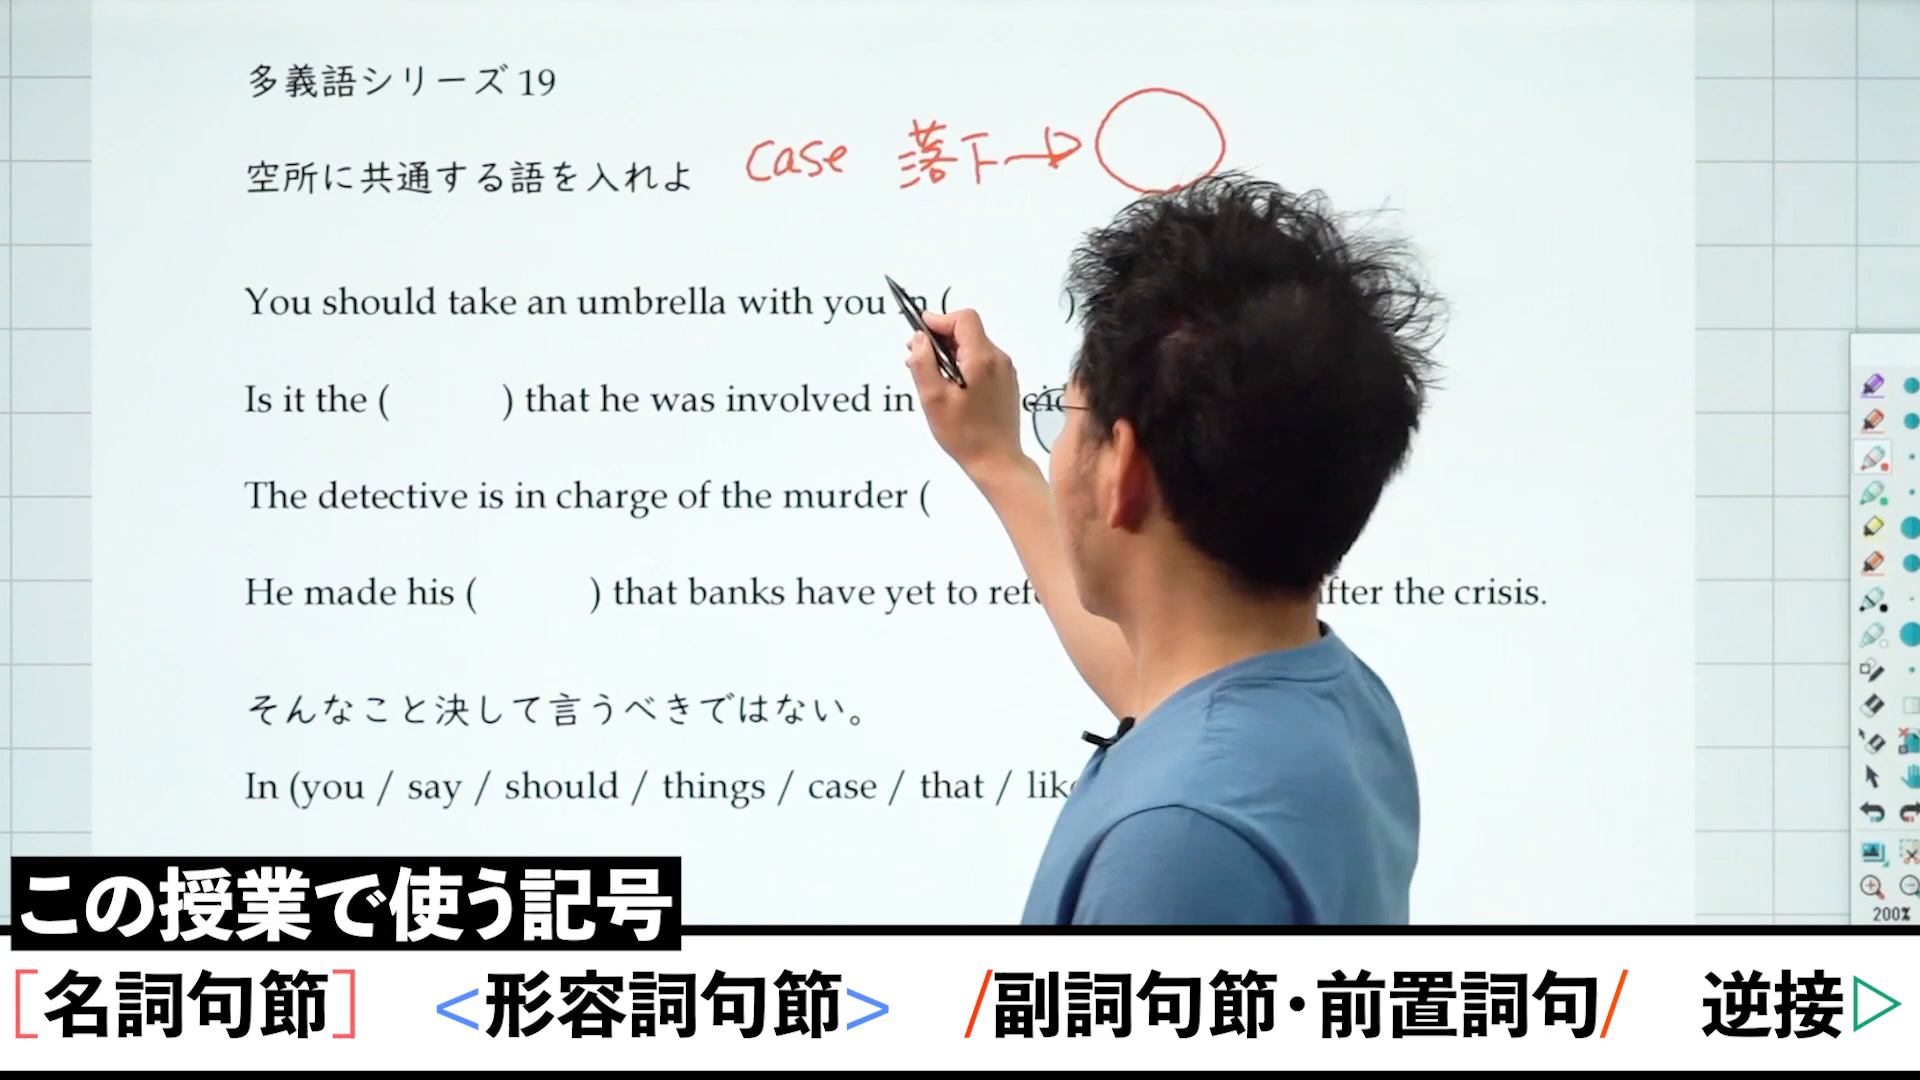 多義語シリーズ 19
空所に共通する語を入れよ case 落下→
You should take an umbrella with you in ( )
Is it the ( ) that he was involved in
The detective is in charge of the murder (
He made his ( ) that banks have yet to after the crisis.
そんなこと決して言うべきではない。
In (you / say / should / things / case / that /
200%
この授業で使う記号
[名詞句節] <形容詞句節> /副詞句節・前置詞句/ 逆接▷